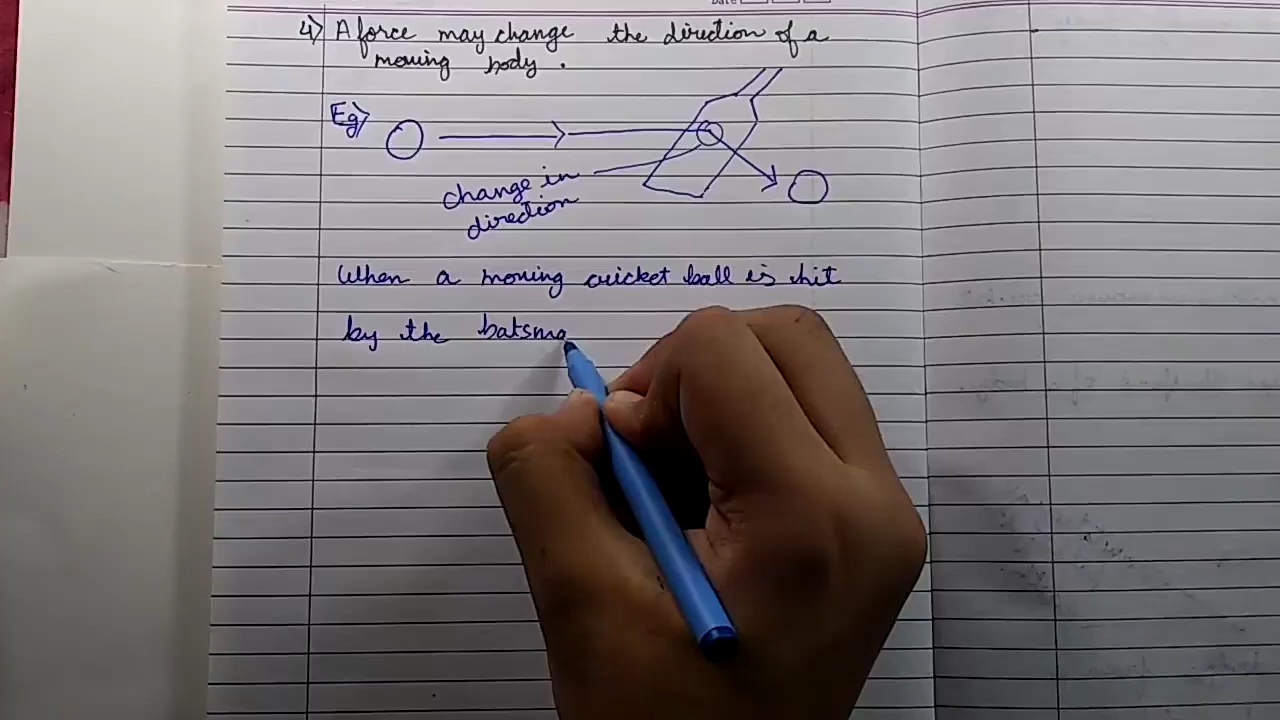 Date
4) A force may change the direction of a
moving body.
Eg)
change in
direction
When a moving cricket ball is hit
by the batsma